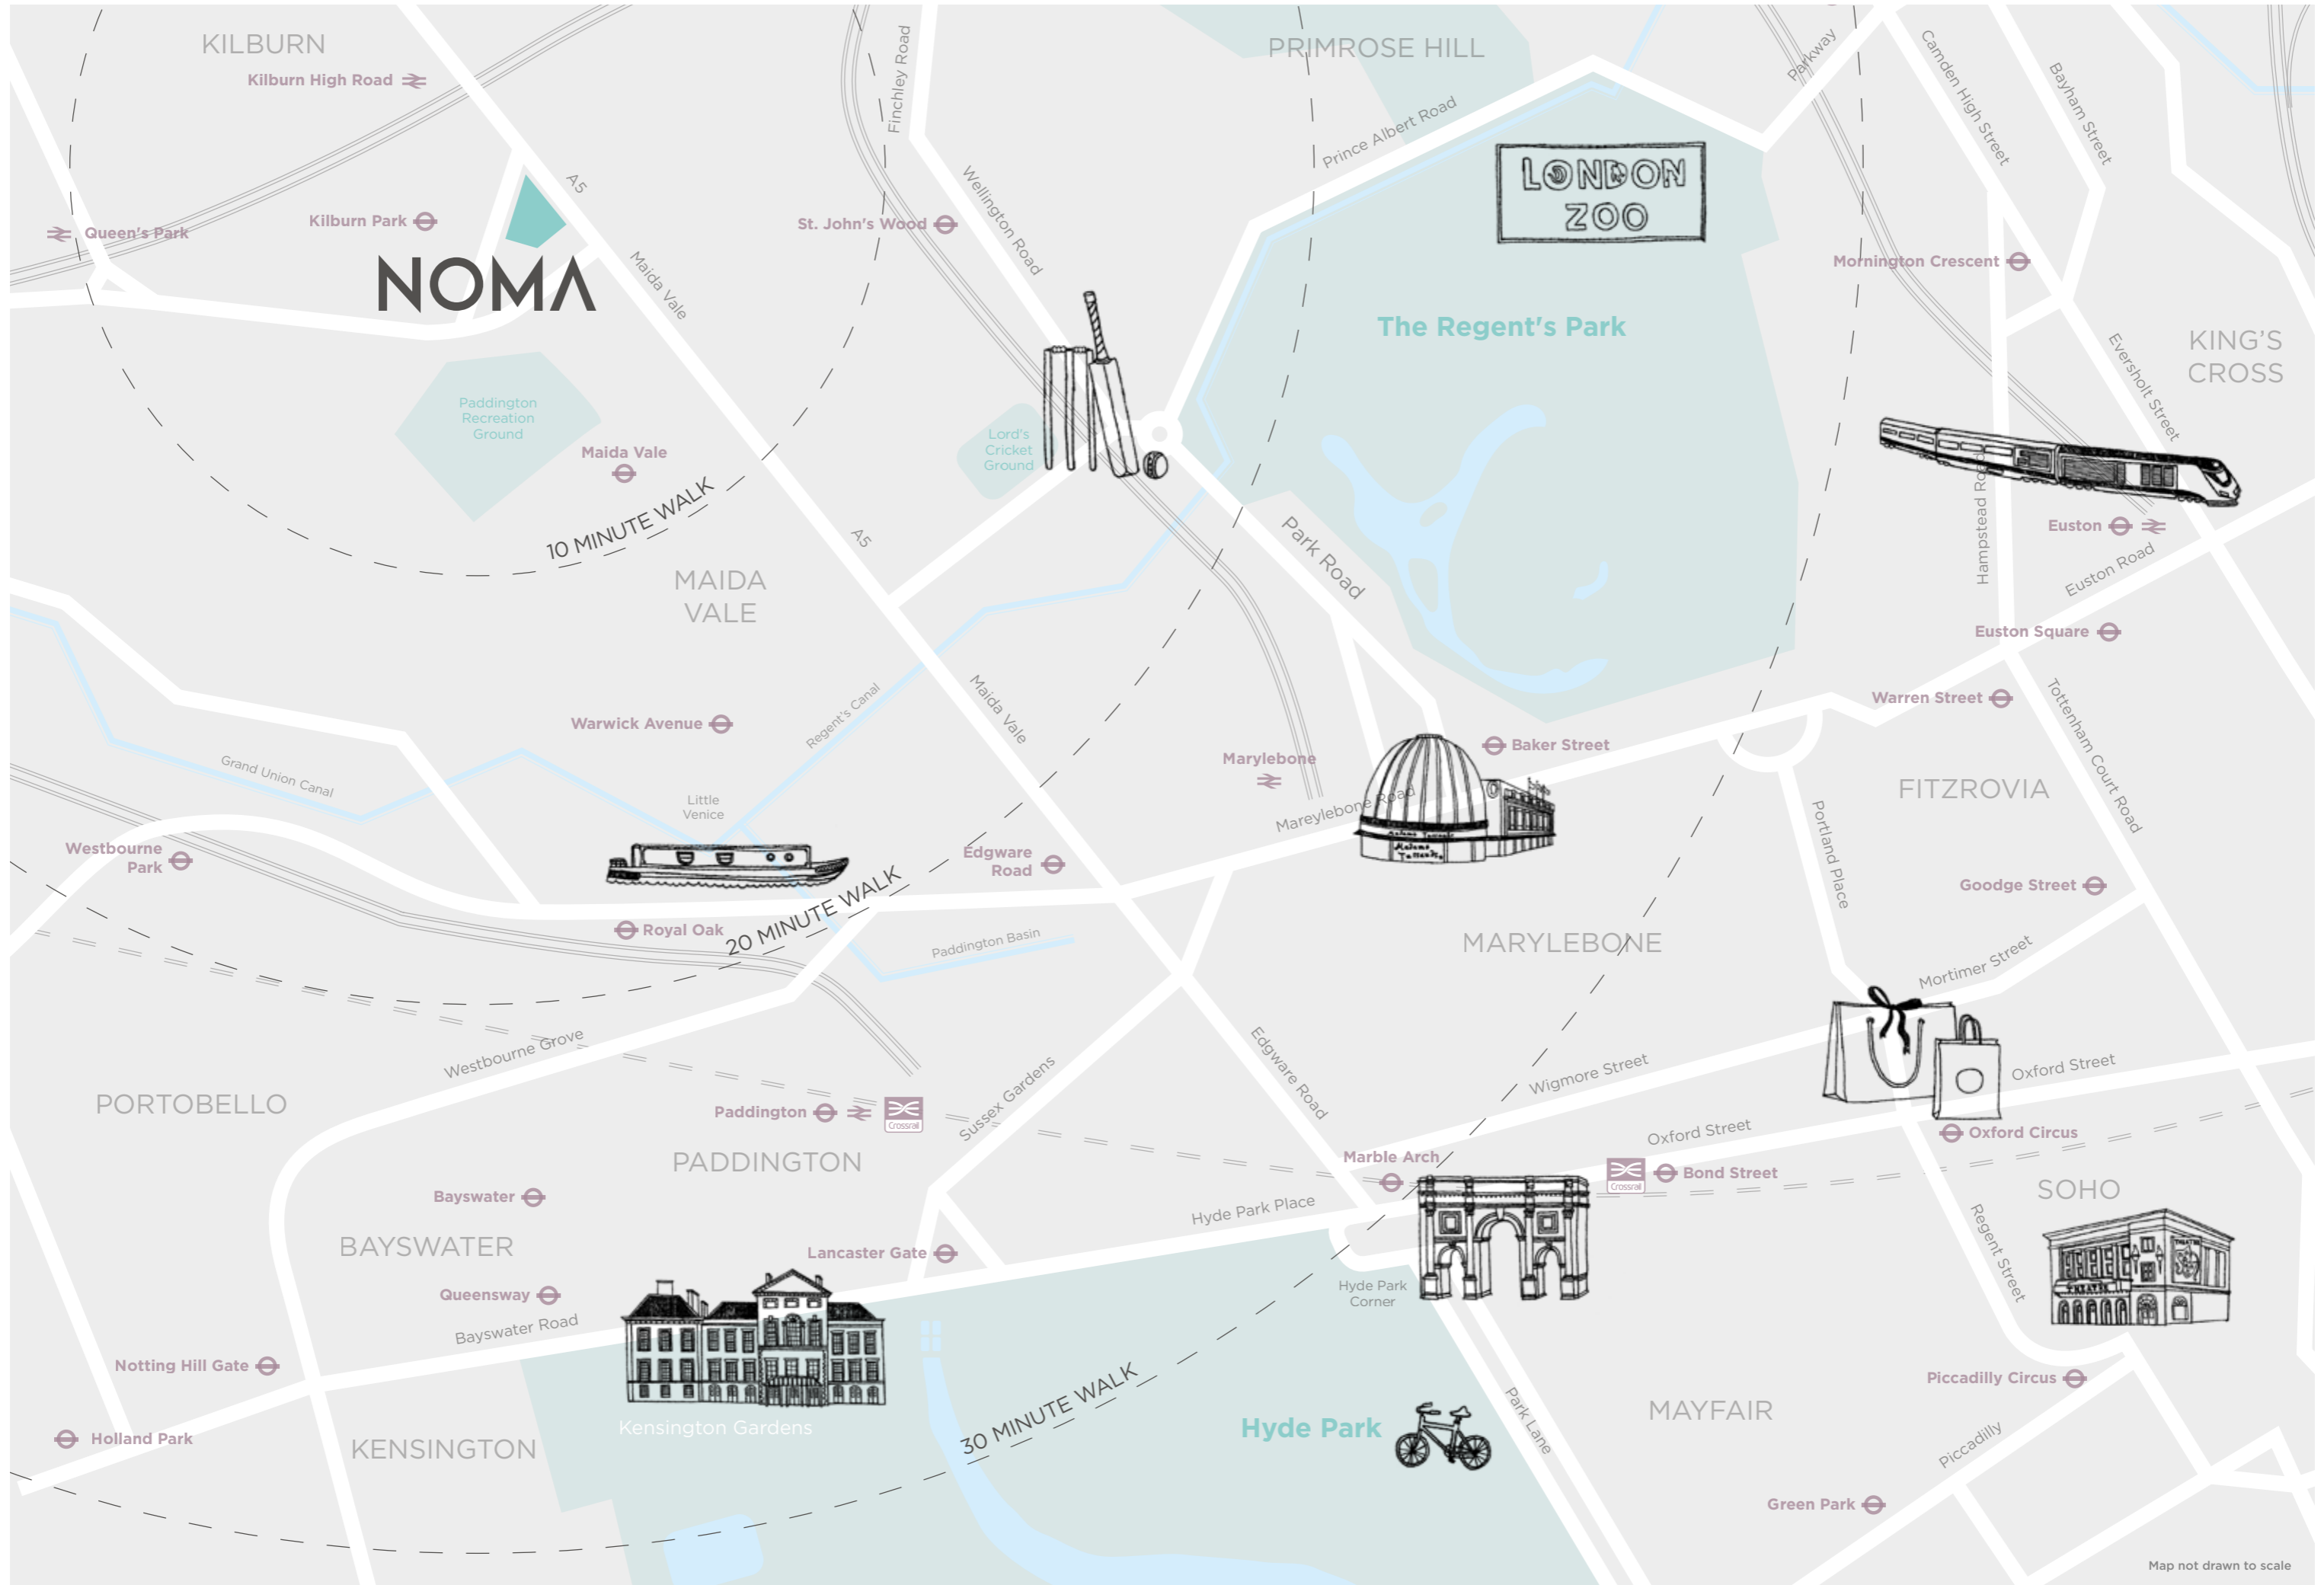 KILBURN
Kilburn High Road
Finchley Road
PRIMROSE HILL
Parkway
Camden High Street
Bayham Street
Prince Albert Road
LONDON
ZOO
A5
Kilburn Park
Queen's Park
St. John's Wood
Wellington Road
NOMA
Maida Vale
Mornington Crescent
The Regent's Park
KING'S
CROSS
Eversholt Street
Paddington
Recreation
Ground
Maida Vale
Lord's
Cricket
Ground
10 MINUTE WALK
A5
Park Road
Hampstead Road
Euston
Euston Road
MAIDA
VALE
Euston Square
Regent's Canal
Maida Vale
Warren Street
Tottenham Court Road
Warwick Avenue
Baker Street
Marylebone
Grand Union Canal
Little
Venice
Mareylebone Road
Madame Tussauds
Madame
Tussauds
FITZROVIA
Portland Place
Westbourne
Park
Edgware
Road
20 MINUTE WALK
Goodge Street
Royal Oak
Paddington Basin
MARYLEBONE
Mortimer Street
Westbourne Grove
Edgware Road
Wigmore Street
Oxford Street
PORTOBELLO
Paddington
Crossrail
Sussex Gardens
Oxford Street
Oxford Circus
PADDINGTON
Marble Arch
Crossrail
Bond Street
SOHO
Bayswater
Hyde Park Place
Regent Street
BAYSWATER
Lancaster Gate
THEATRE
THEATRE
Queensway
Hyde Park
Corner
Bayswater Road
Notting Hill Gate
Piccadilly Circus
30 MINUTE WALK
Park Lane
MAYFAIR
Kensington Gardens
Hyde Park
Holland Park
KENSINGTON
Piccadilly
Green Park
Map not drawn to scale